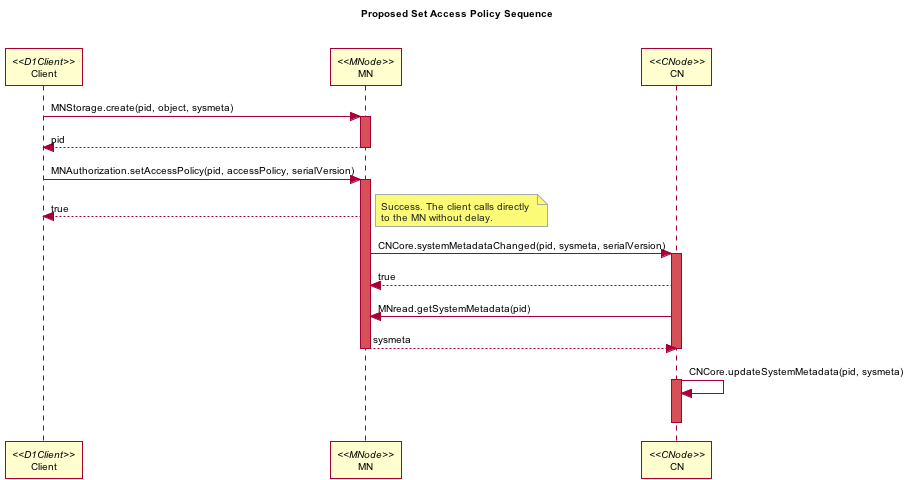 Proposed Set Access Policy Sequence
<<D1Client>>
Client
<<MNode>>
MN
<<CNode>>
CN
MNStorage.create(pid, object, sysmeta)
pid
MNAuthorization.setAccessPolicy(pid, accessPolicy, serialVersion)
true
Success. The client calls directly
to the MN without delay.
CNCore.systemMetadataChanged(pid, sysmeta, serialVersion)
true
MNread.getSystemMetadata(pid)
sysmeta
CNCore.updateSystemMetadata(pid, sysmeta)
<<D1Client>>
Client
<<MNode>>
MN
<<CNode>>
CN